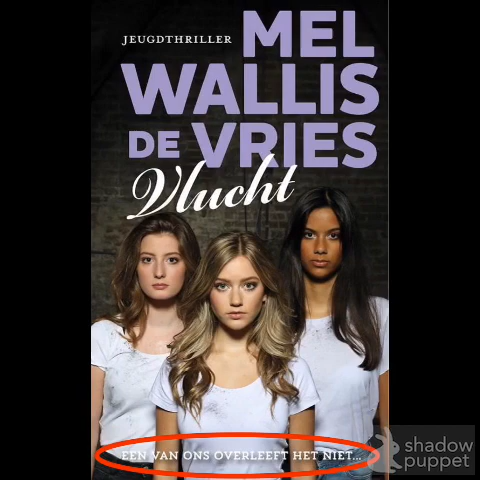 JEUGDTHRILLER
MEL
WALLIS
DE VRIES
Vlucht
EEN VAN ONS OVERLEEFT HET NIET...
shadow
puppet